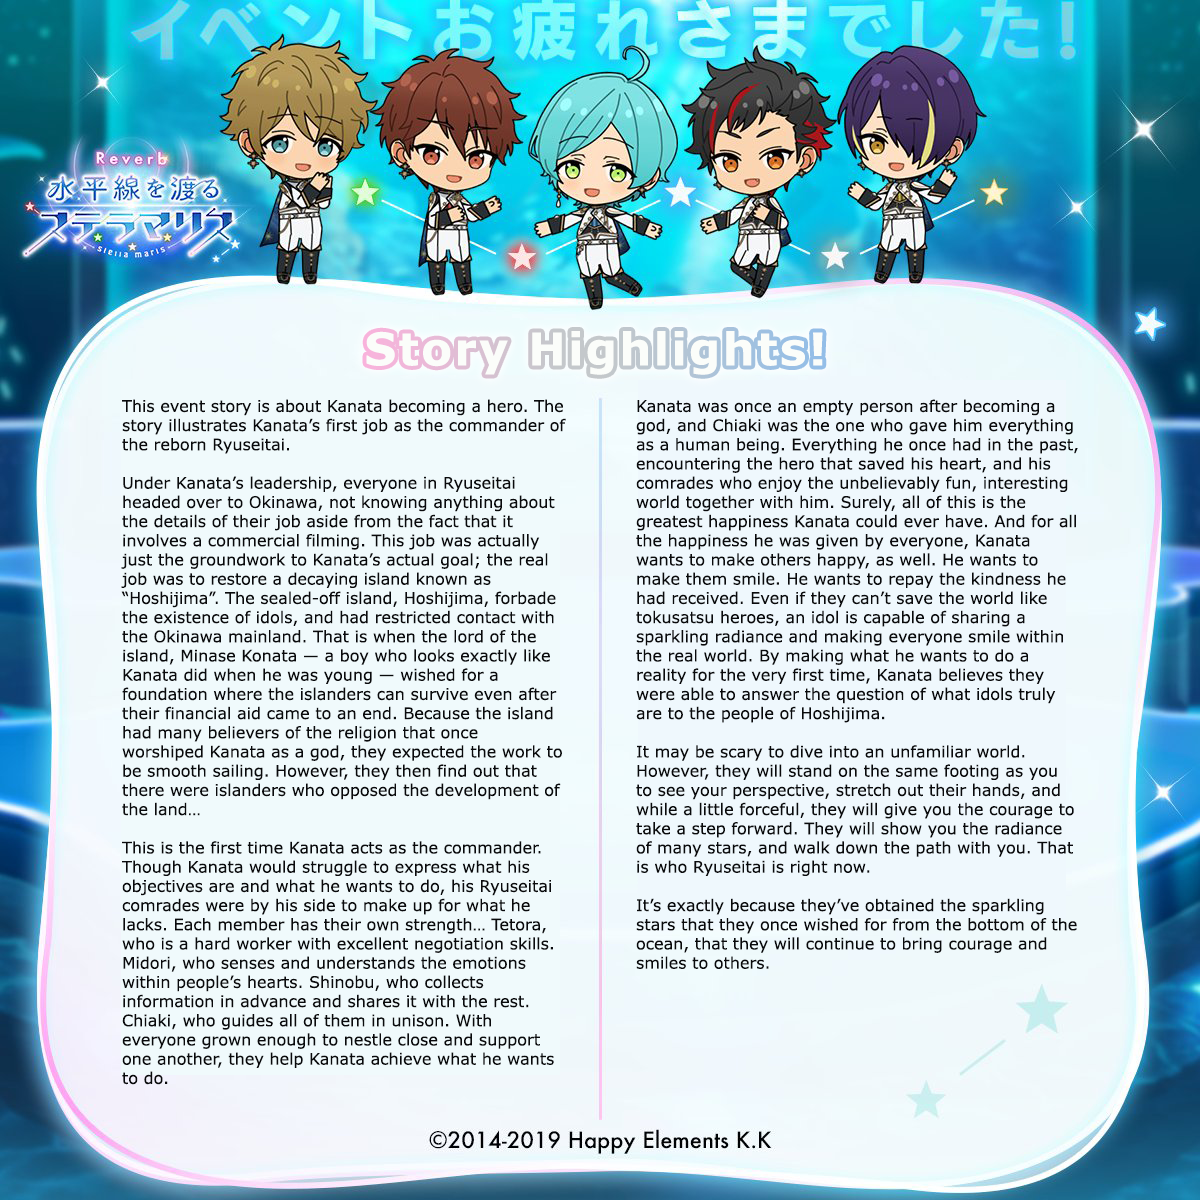 イベントお疲れさまでした!
Reverb
水平線を渡る
ステラマリス
stella maris
Story Highlights!
This event story is about Kanata becoming a hero. The
story illustrates Kanata’s first job as the commander of
the reborn Ryuseitai.
Under Kanata’s leadership, everyone in Ryuseitai
headed over to Okinawa, not knowing anything about
the details of their job aside from the fact that it
involves a commercial filming. This job was actually
just the groundwork to Kanata’s actual goal; the real
job was to restore a decaying island known as
“Hoshijima”. The sealed-off island, Hoshijima, forbade
the existence of idols, and had restricted contact with
the Okinawa mainland. That is when the lord of the
island, Minase Konata — a boy who looks exactly like
Kanata did when he was young — wished for a
foundation where the islanders can survive even after
their financial aid came to an end. Because the island
had many believers of the religion that once
worshiped Kanata as a god, they expected the work to
be smooth sailing. However, they then find out that
there were islanders who opposed the development of
the land…
This is the first time Kanata acts as the commander.
Though Kanata would struggle to express what his
objectives are and what he wants to do, his Ryuseitai
comrades were by his side to make up for what he
lacks. Each member has their own strength… Tetora,
who is a hard worker with excellent negotiation skills.
Midori, who senses and understands the emotions
within people’s hearts. Shinobu, who collects
information in advance and shares it with the rest.
Chiaki, who guides all of them in unison. With
everyone grown enough to nestle close and support
one another, they help Kanata achieve what he wants
to do.
Kanata was once an empty person after becoming a
god, and Chiaki was the one who gave him everything
as a human being. Everything he once had in the past,
encountering the hero that saved his heart, and his
comrades who enjoy the unbelievably fun, interesting
world together with him. Surely, all of this is the
greatest happiness Kanata could ever have. And for all
the happiness he was given by everyone, Kanata
wants to make others happy, as well. He wants to
make them smile. He wants to repay the kindness he
had received. Even if they can’t save the world like
tokusatsu heroes, an idol is capable of sharing a
sparkling radiance and making everyone smile within
the real world. By making what he wants to do a
reality for the very first time, Kanata believes they
were able to answer the question of what idols truly
are to the people of Hoshijima.
It may be scary to dive into an unfamiliar world.
However, they will stand on the same footing as you
to see your perspective, stretch out their hands, and
while a little forceful, they will give you the courage to
take a step forward. They will show you the radiance
of many stars, and walk down the path with you. That
is who Ryuseitai is right now.
It’s exactly because they’ve obtained the sparkling
stars that they once wished for from the bottom of the
ocean, that they will continue to bring courage and
smiles to others.
©2014-2019 Happy Elements K.K